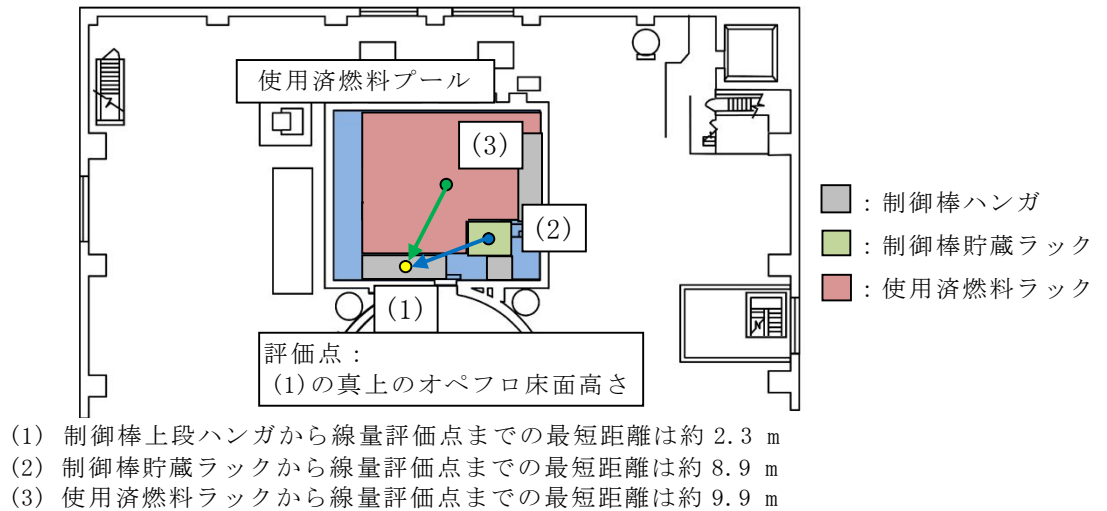 使用済燃料プール
(3)
(2)
(1)
：制御棒ハンガ
：制御棒貯蔵ラック
：使用済燃料ラック
評価点：
(1)の真上のオペフロ床面高さ
(1) 制御棒上段ハンガから線量評価点までの最短距離は約 2.3 m
(2) 制御棒貯蔵ラックから線量評価点までの最短距離は約 8.9 m
(3) 使用済燃料ラックから線量評価点までの最短距離は約 9.9 m